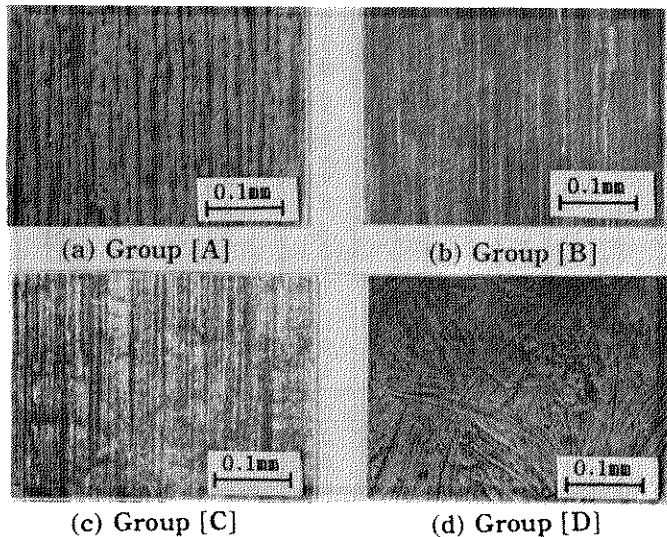 0.1mm
0.1mm
(a) Group [A]
(b) Group [B]
0.1mm
0.1mm
(c) Group [C]
(d) Group [D]